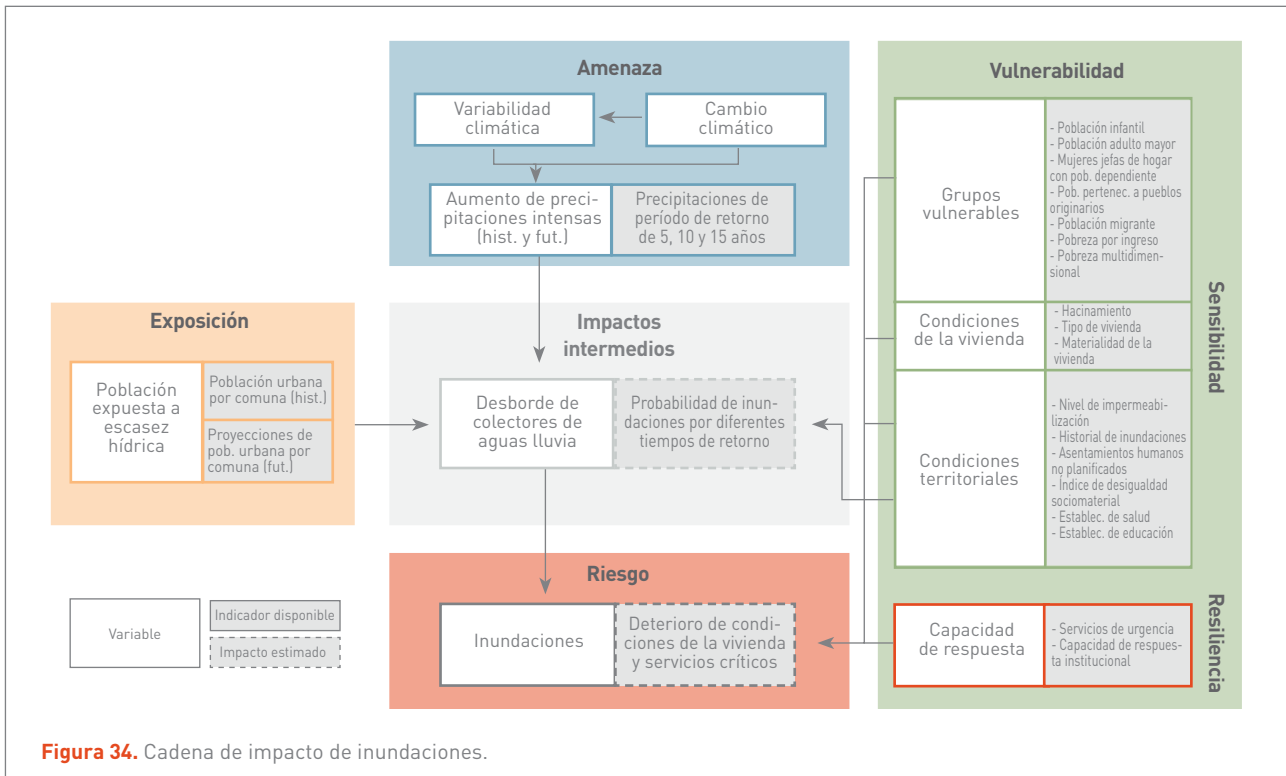 Amenaza
Variabilidad
climática
Cambio
climático
Aumento de preci-
pitaciones intensas
(hist. y fut.)
Precipitaciones de
período de retorno
de 5, 10 y 15 años
Exposición
Población
expuesta a
escasez
hídrica
Población urbana
por comuna (hist.)
Proyecciones de
pob. urbana por
comuna (fut.)
Impactos
intermedios
Desborde de
colectores de
aguas lluvia
Probabilidad de inun-
daciones por diferentes
tiempos de retorno
Riesgo
Inundaciones
Deterioro de condi-
ciones de la vivienda
y servicios críticos
Vulnerabilidad
Grupos
vulnerables
- Población infantil
- Población adulto mayor
- Mujeres jefas de hogar
con pob. dependiente
- Pob. pertenec. a pueblos
originarios
- Población migrante
- Pobreza por ingreso
- Pobreza multidimen-
sional
Condiciones
de la vivienda
- Hacinamiento
- Tipo de vivienda
- Materialidad de la
vivienda
Condiciones
territoriales
- Nivel de impermeabi-
lización
- Historial de inundaciones
- Asentamientos humanos
no planificados
- Índice de desigualdad
sociomaterial
- Establec. de salud
- Establec. de educación
Sensibilidad
Capacidad
de respuesta
- Servicios de urgencia
- Capacidad de respues-
ta institucional
Resiliencia
Variable
Indicador disponible
Impacto estimado
Figura 34. Cadena de impacto de inundaciones.